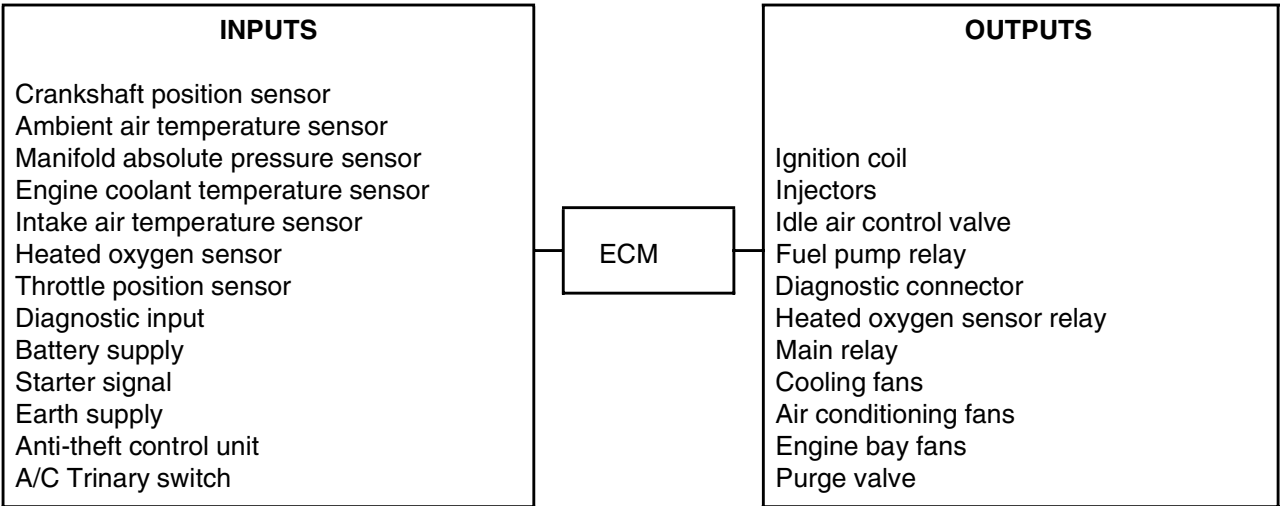 INPUTS
Crankshaft position sensor
Ambient air temperature sensor
Manifold absolute pressure sensor
Engine coolant temperature sensor
Intake air temperature sensor
Heated oxygen sensor
Throttle position sensor
Diagnostic input
Battery supply
Starter signal
Earth supply
Anti-theft control unit
A/C Trinary switch
ECM
OUTPUTS
Ignition coil
Injectors
Idle air control valve
Fuel pump relay
Diagnostic connector
Heated oxygen sensor relay
Main relay
Cooling fans
Air conditioning fans
Engine bay fans
Purge valve